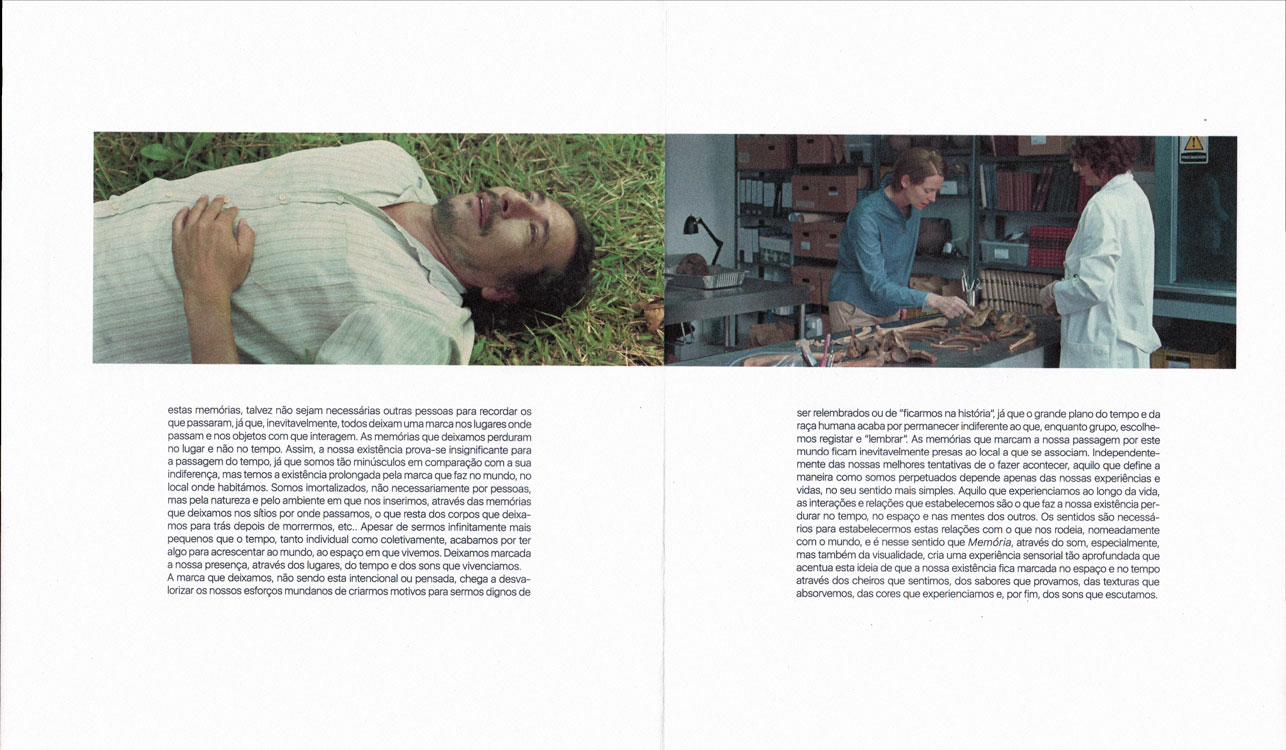 estas memórias, talvez não sejam necessárias outras pessoas para recordar os
que passaram, já que, inevitavelmente, todos deixam uma marca nos lugares onde
passam e nos objetos com que interagem. As memórias que deixamos perduram
no lugar e não no tempo. Assim, a nossa existência prova-se insignificante para
a passagem do tempo, já que somos tão minúsculos em comparação com a sua
indiferença, mas temos a existência prolongada pela marca que faz no mundo, no
local onde habitámos. Somos imortalizados, não necessariamente por pessoas,
mas pela natureza e pelo ambiente em que nos inserimos, através das memórias
que deixamos nos sítios por onde passamos, o que resta dos corpos que deixa-
mos para trás depois de morrermos, etc.. Apesar de sermos infinitamente mais
pequenos que o tempo, tanto individual como coletivamente, acabamos por ter
algo para acrescentar ao mundo, ao espaço em que vivemos. Deixamos marcada
a nossa presença, através dos lugares, do tempo e dos sons que vivenciamos.
A marca que deixamos, não sendo esta intencional ou pensada, chega a desva-
lorizar os nossos esforços mundanos de criarmos motivos para sermos dignos de
ser relembrados ou de “ficarmos na história”, já que o grande plano do tempo e da
raça humana acaba por permanecer indiferente ao que, enquanto grupo, escolhe-
mos registar e “lembrar”. As memórias que marcam a nossa passagem por este
mundo ficam inevitavelmente presas ao local a que se associam. Independente-
mente das nossas melhores tentativas de o fazer acontecer, aquilo que define a
maneira como somos perpetuados depende apenas das nossas experiências e
vidas, no seu sentido mais simples. Aquilo que experienciamos ao longo da vida,
as interações e relações que estabelecemos são o que faz a nossa existência per-
durar no tempo, no espaço e nas mentes dos outros. Os sentidos são necessá-
rios para estabelecermos estas relações com o que nos rodeia, nomeadamente
com o mundo, e é nesse sentido que Memória, através do som, especialmente,
mas também da visualidade, cria uma experiência sensorial tão aprofundada que
acentua esta ideia de que a nossa existência fica marcada no espaço e no tempo
através dos cheiros que sentimos, dos sabores que provamos, das texturas que
absorvemos, das cores que experienciamos e, por fim, dos sons que escutamos.